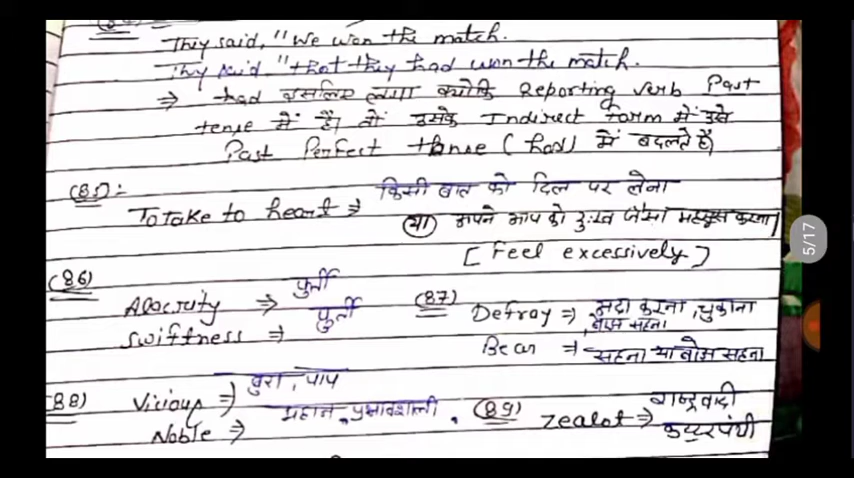 They said, "We won the match.
They said "that they had won the match.
⇒ had इसलिए लगा क्योंकि Reporting verb Past
tense में है। तो उसके Indirect form में उसे
Past Perfect tense (had) में बदलते है।
(85): किसी बात को दिल पर लेना
To take to heart ⇒
(या) अपने आप को दुःख जैसा महसूस करना।
[Feel excessively]
(86) Alacrity ⇒ फुर्ती
swiftness ⇒ फुर्ती
(87) Defray ⇒ अदा करना, चुकाना
, बोझ सहना
Bear ⇒ सहना या बोझ सहना
(88) Vicious ⇒ बुरा, पाप
Noble ⇒ महान, प्रभावशाली
(89) zealot ⇒ राष्ट्रवादी
कट्टरपंथी
5/17